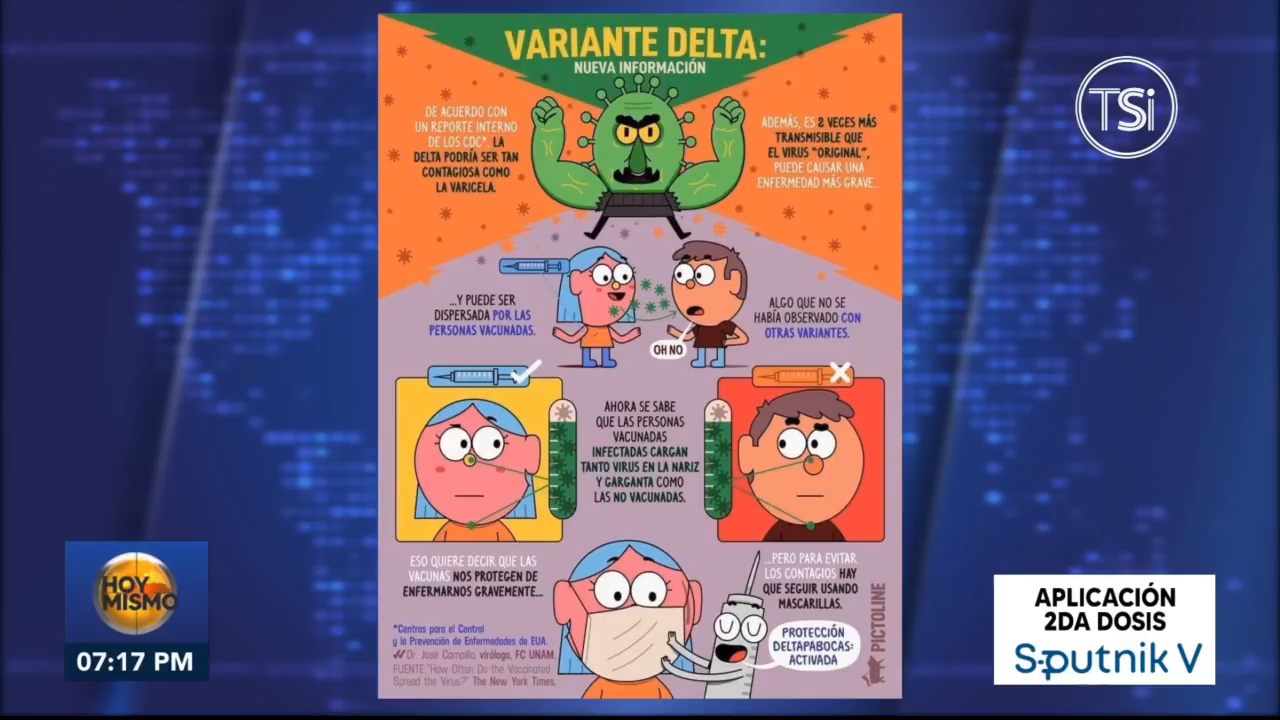 VARIANTE DELTA:
NUEVA INFORMACIÓN
DE ACUERDO CON
UN REPORTE INTERNO
DE LOS CDC*, LA
DELTA PODRÍA SER TAN
CONTAGIOSA COMO
LA VARICELA.
ADEMÁS, ES 2 VECES MÁS
TRANSMISIBLE QUE
EL VIRUS "ORIGINAL",
PUEDE CAUSAR UNA
ENFERMEDAD MÁS GRAVE...
TSi
...Y PUEDE SER
DISPERSADA POR LAS
PERSONAS VACUNADAS.
OH NO
ALGO QUE NO SE
HABÍA OBSERVADO CON
OTRAS VARIANTES.
AHORA SE SABE
QUE LAS PERSONAS
VACUNADAS
INFECTADAS CARGAN
TANTO VIRUS EN LA NARIZ
Y GARGANTA COMO
LAS NO VACUNADAS.
ESO QUIERE DECIR QUE LAS
VACUNAS NOS PROTEGEN DE
ENFERMARNOS GRAVEMENTE...
...PERO PARA EVITAR
LOS CONTAGIOS HAY
QUE SEGUIR USANDO
MASCARILLAS.
PROTECCIÓN
DELTAPABOCAS:
ACTIVADA
PICTOLINE
*Centros para el Control
y la Prevención de Enfermedades de EUA.
Dr. José Campillo, virólogo, FC UNAM.
FUENTE: "How Often Do the Vaccinated
Spread the Virus?" The New York Times.
HOY
MISMO
07:17 PM
APLICACIÓN
2DA DOSIS
Sputnik V